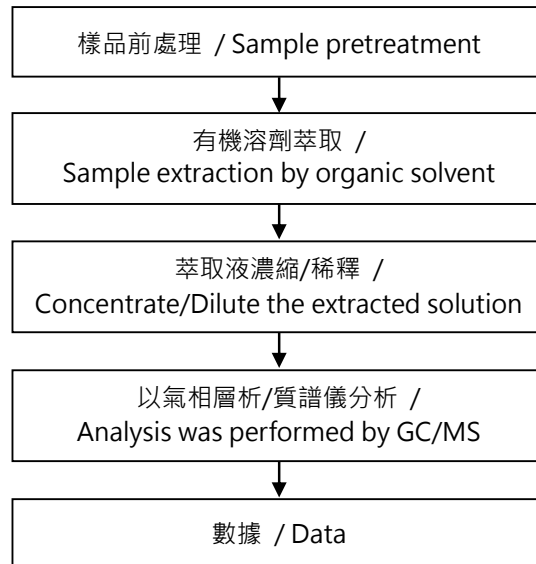 樣品前處理 / Sample pretreatment
有機溶劑萃取 /
Sample extraction by organic solvent
萃取液濃縮/稀釋 /
Concentrate/Dilute the extracted solution
以氣相層析/質譜儀分析 /
Analysis was performed by GC/MS
數據 / Data